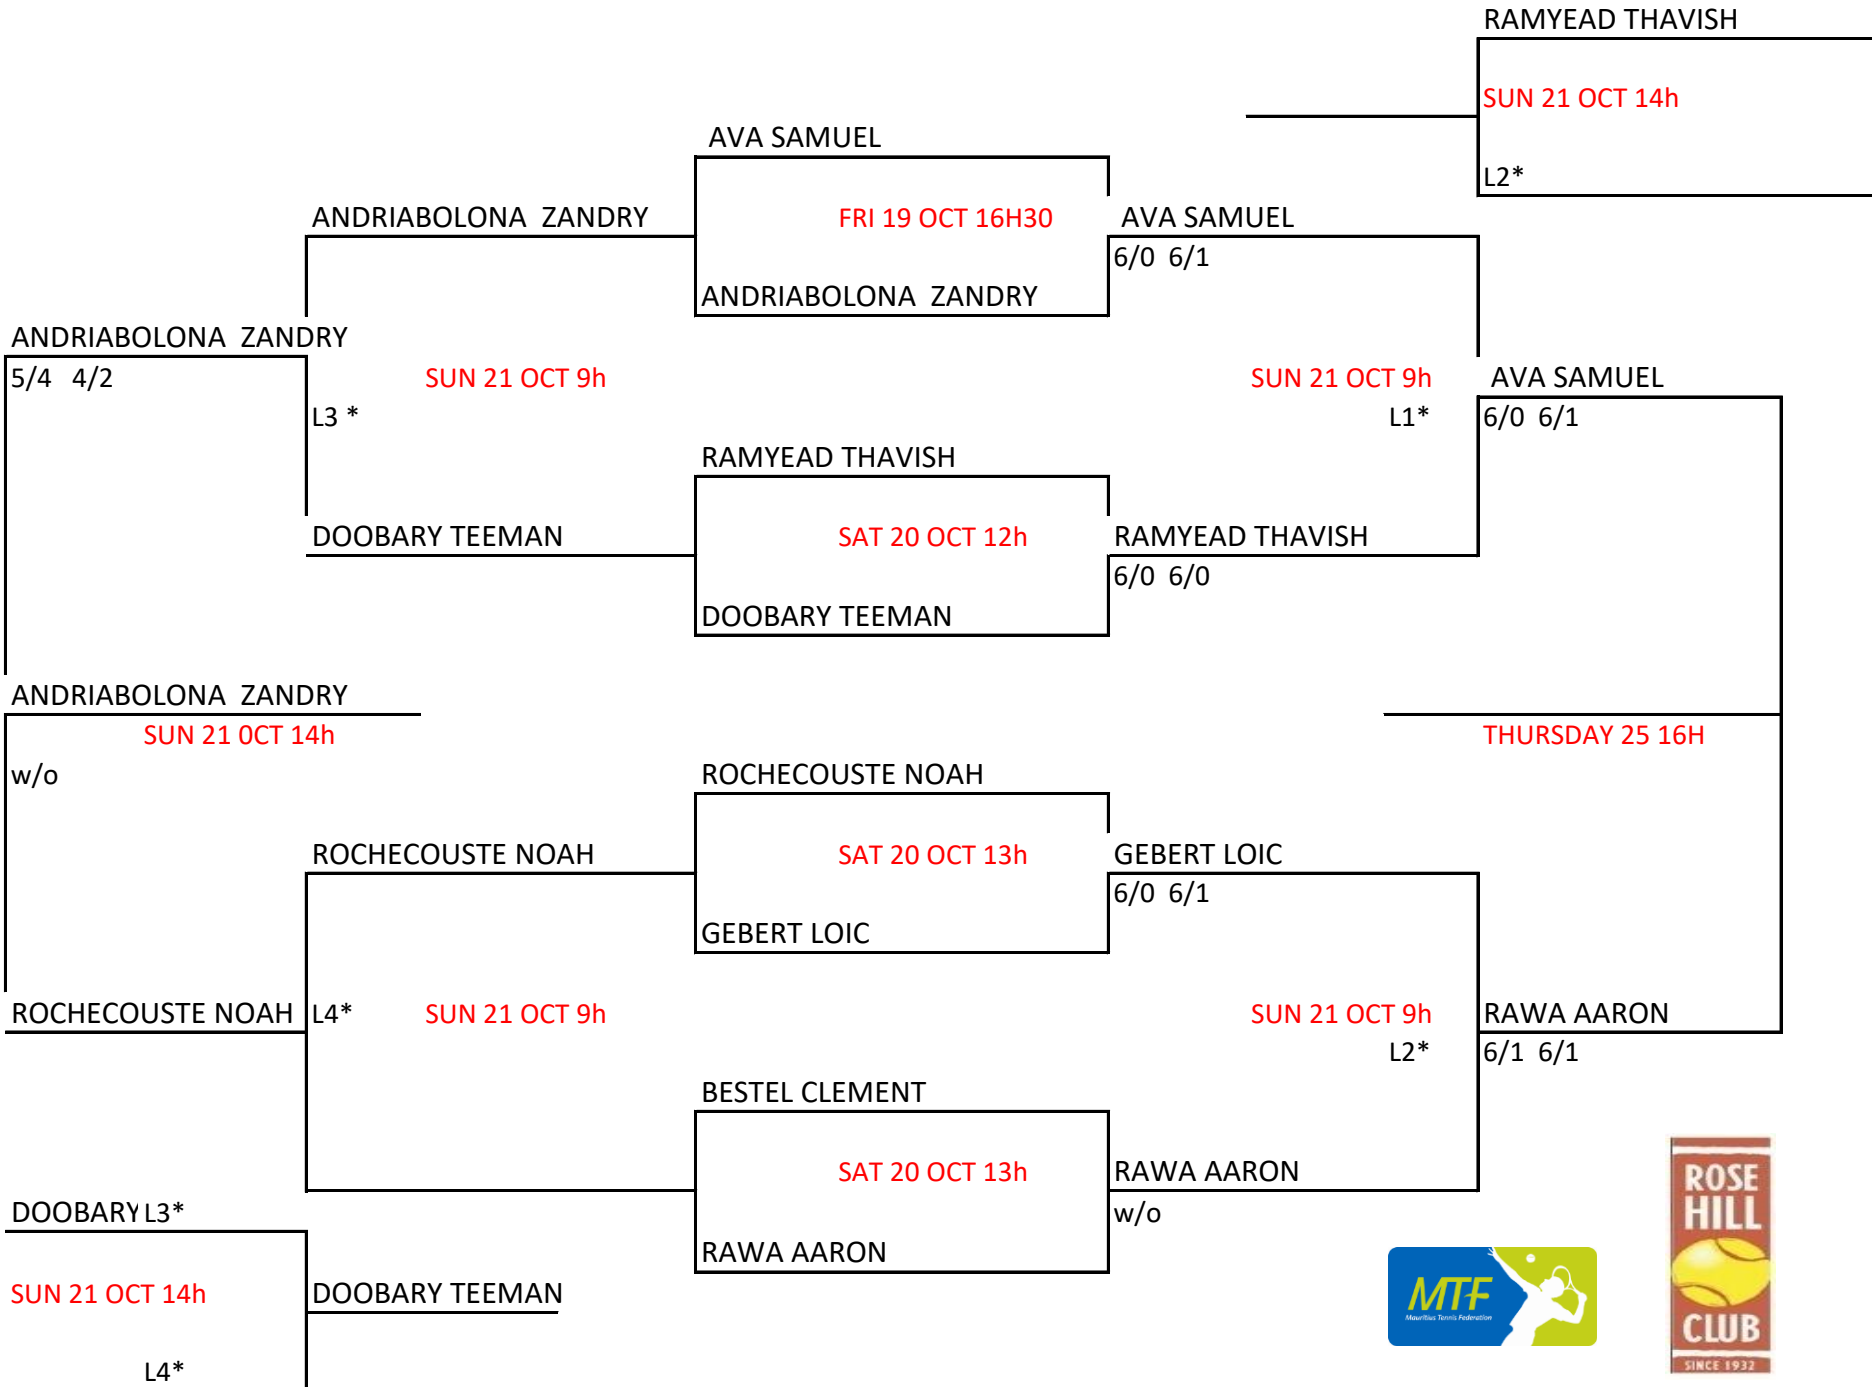 RAMYEAD THAVISH
SUN 21 OCT 14h
AVA SAMUEL
L2*
ANDRIABOLONA  ZANDRY
FRI 19 OCT 16H30
AVA SAMUEL
6/0  6/1
ANDRIABOLONA  ZANDRY
ANDRIABOLONA  ZANDRY
5/4   4/2
SUN 21 OCT 9h
SUN 21 OCT 9h
AVA SAMUEL
L3 *
L1*
6/0  6/1
RAMYEAD THAVISH
DOOBARY TEEMAN
SAT 20 OCT 12h
RAMYEAD THAVISH
6/0  6/0
DOOBARY TEEMAN
ANDRIABOLONA  ZANDRY
SUN 21 0CT 14h
THURSDAY 25 16H
w/o
ROCHECOUSTE NOAH
ROCHECOUSTE NOAH
SAT 20 OCT 13h
GEBERT LOIC
6/0  6/1
GEBERT LOIC
ROCHECOUSTE NOAH
L4*
SUN 21 OCT 9h
SUN 21 OCT 9h
RAWA AARON
L2*
6/1  6/1
BESTEL CLEMENT
SAT 20 OCT 13h
RAWA AARON
DOOBARY L3*
w/o
RAWA AARON
SUN 21 OCT 14h
DOOBARY TEEMAN
L4*
MTF
Mauritius Tennis Federation
ROSE
HILL
CLUB
SINCE 1932